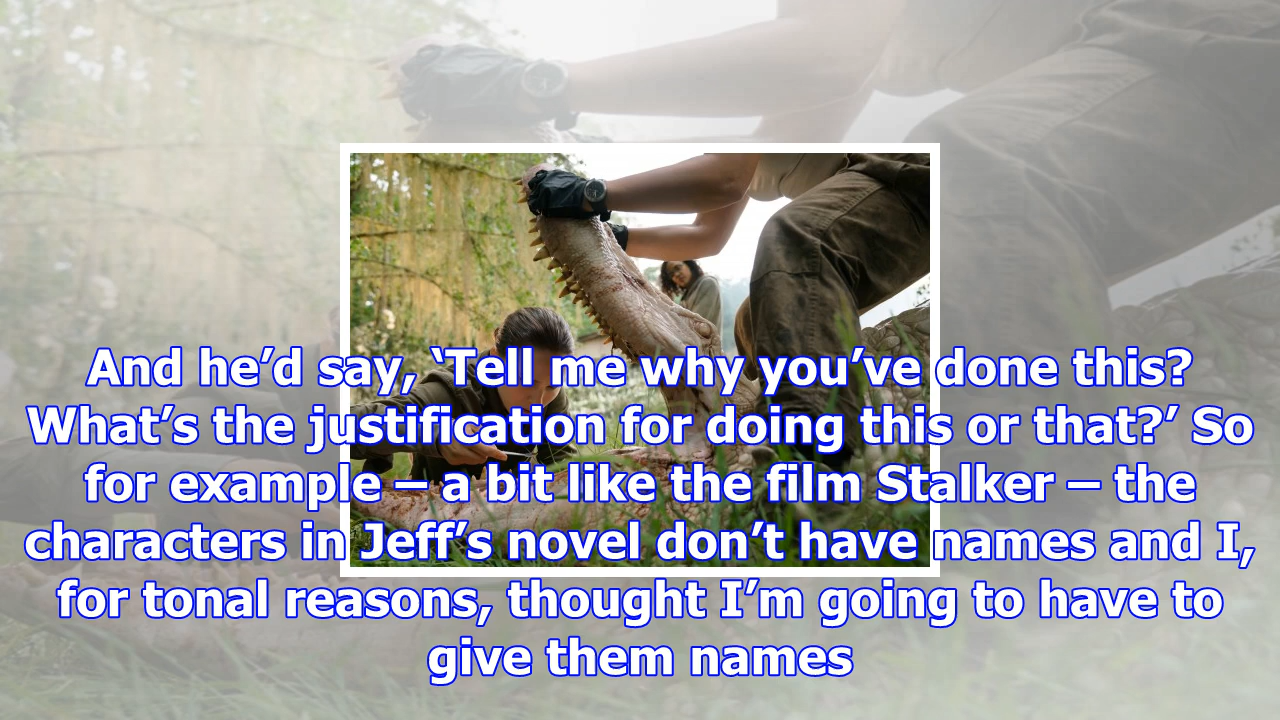 And he’d say, ‘Tell me why you’ve done this?
What’s the justification for doing this or that?’ So
for example – a bit like the film Stalker – the
characters in Jeff’s novel don’t have names and I,
for tonal reasons, thought I’m going to have to
give them names